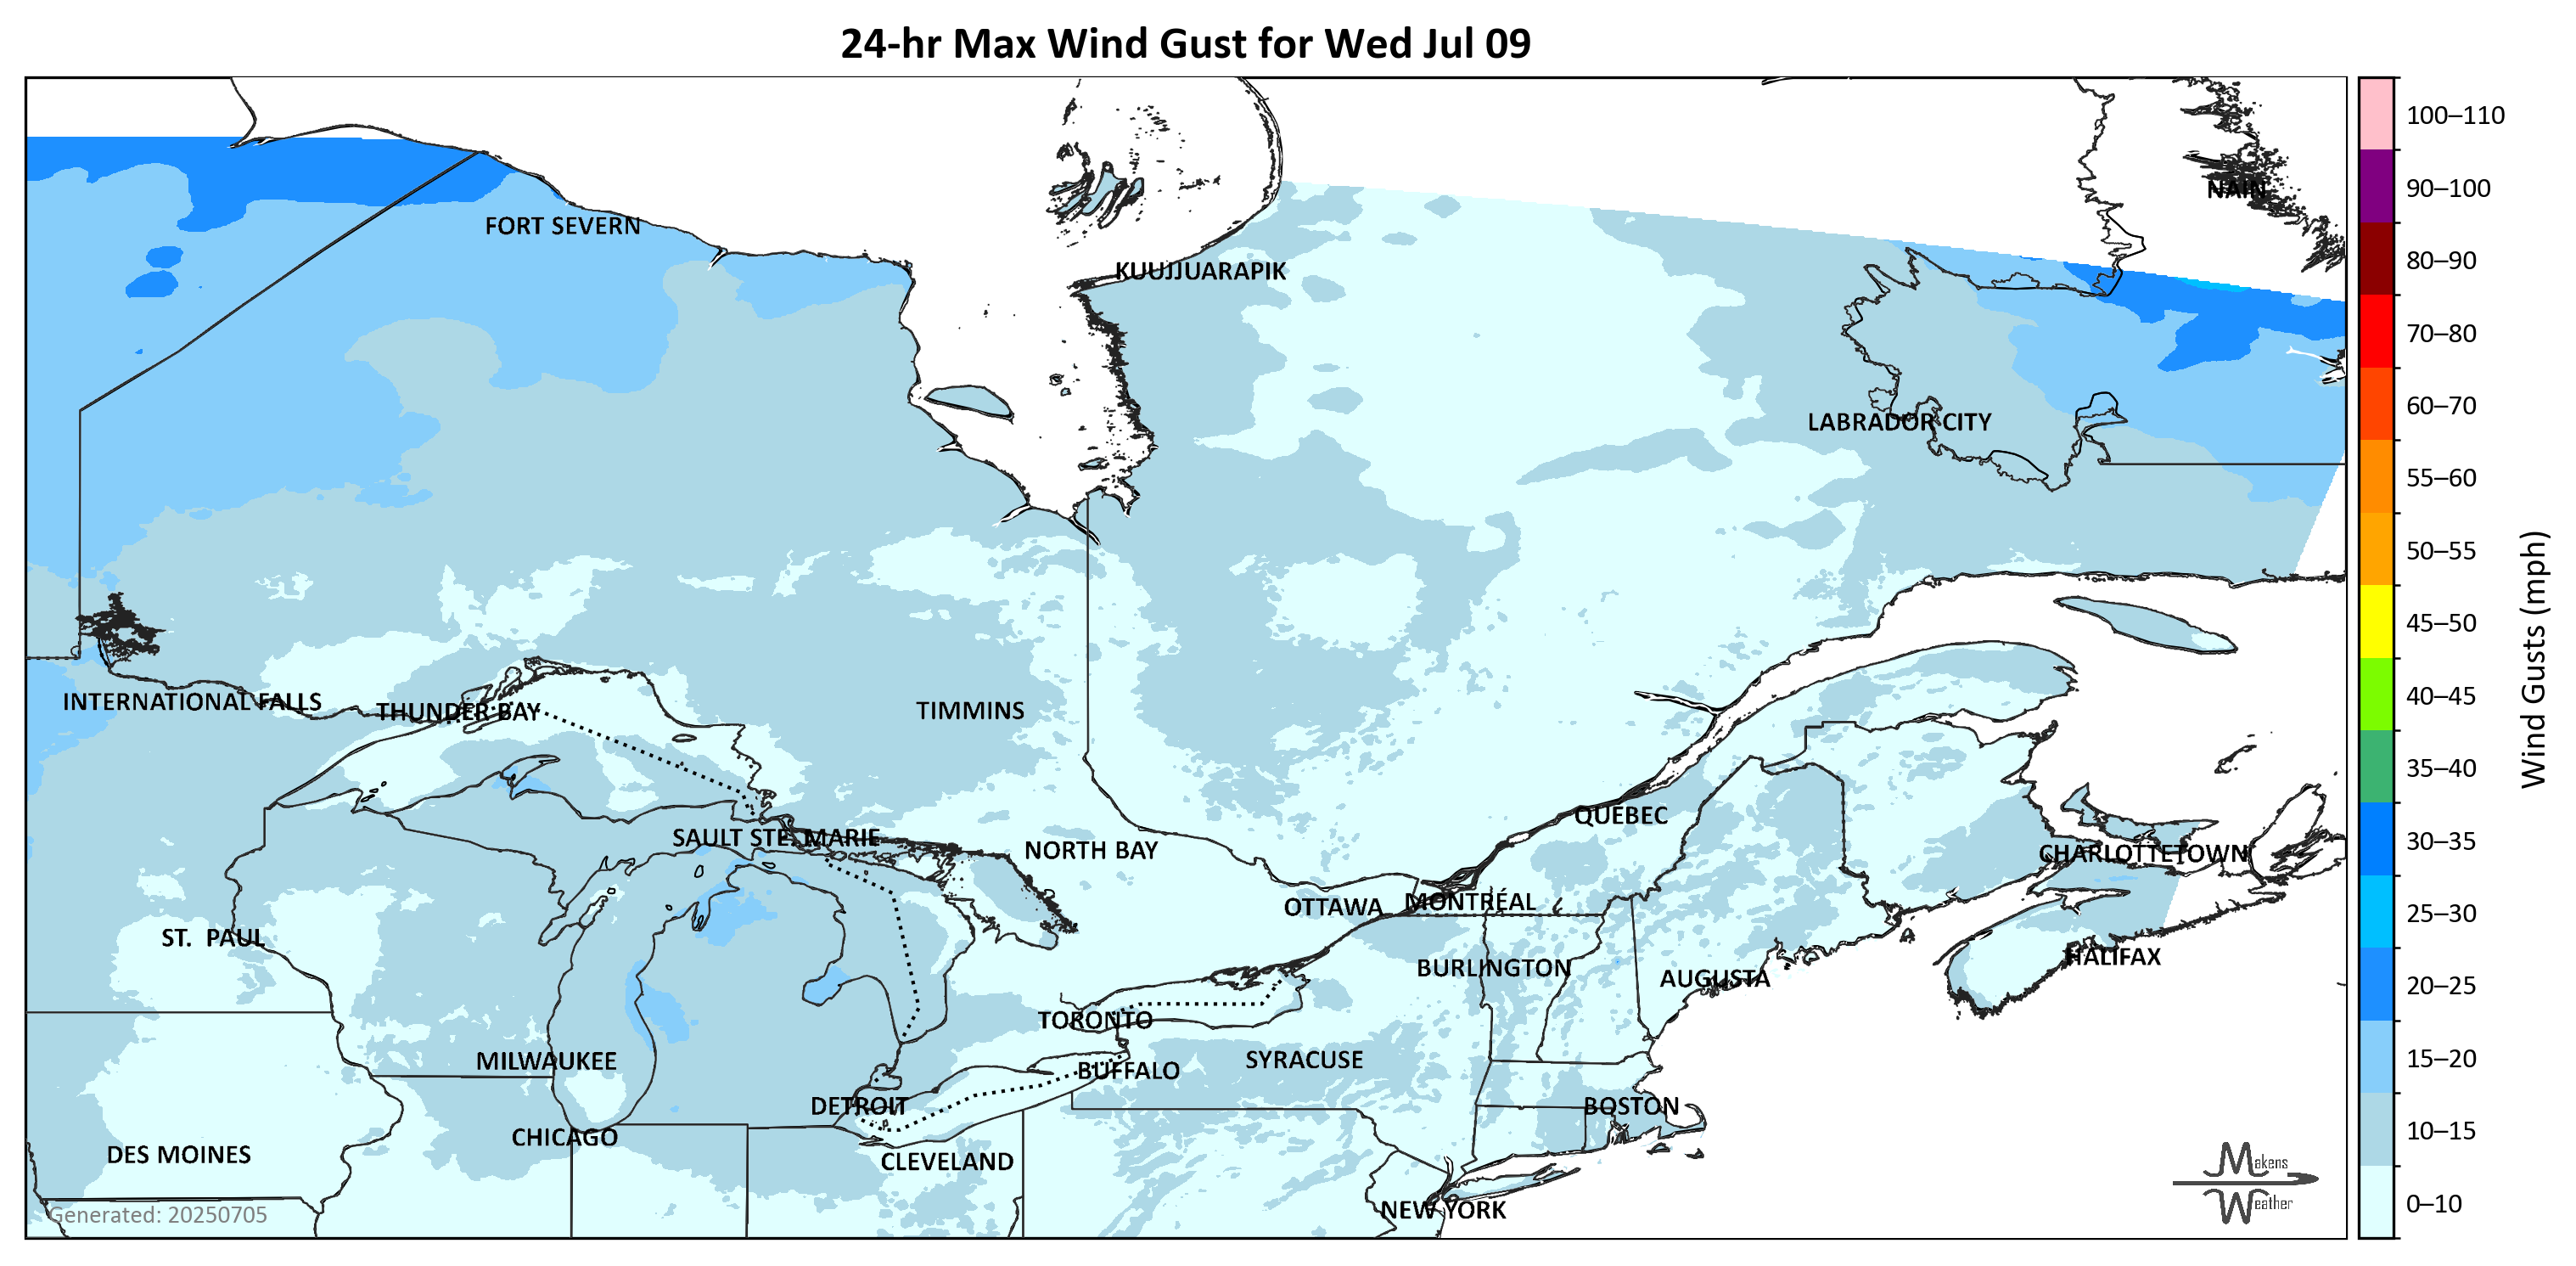 24-hr Max Wind Gust for Wed Jul 09
100–110
90–100
NAIN
FORT SEVERN
80–90
KUUJJUARAPIK
70–80
60–70
LABRADOR CITY
55–60
50–55
45–50
40–45
Wind Gusts (mph)
INTERNATIONAL FALLS
THUNDER BAY
TIMMINS
35–40
QUÉBEC
30–35
SAULT STE. MARIE
NORTH BAY
CHARLOTTETOWN
OTTAWA
MONTRÉAL
25–30
ST. PAUL
HALIFAX
BURLINGTON
AUGUSTA
20–25
TORONTO
MILWAUKEE
SYRACUSE
15–20
BUFFALO
DETROIT
BOSTON
CHICAGO
10–15
DES MOINES
CLEVELAND
Makens
Weather
NEW YORK
0–10
Generated: 20250705